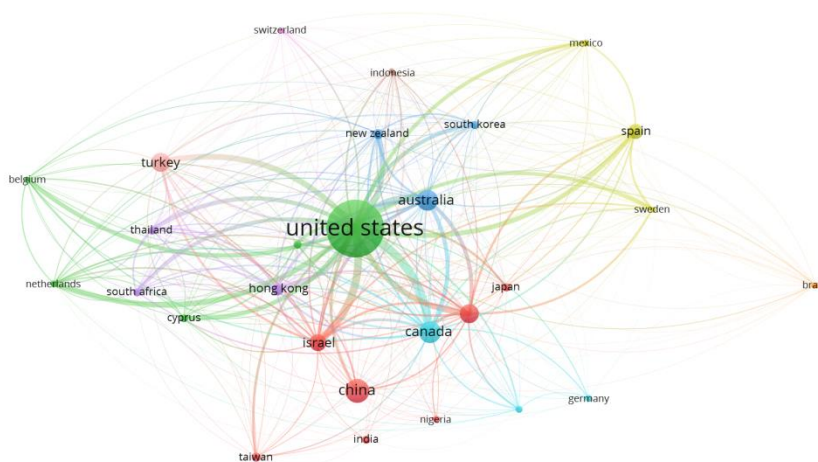 switzerland
mexico
indonesia
south korea
new zealand
spain
turkey
belgium
australia
sweden
united states
thailand
netherlands
south africa
hong kong
japan
bra
cyprus
canada
israel
china
germany
nigeria
india
taiwan